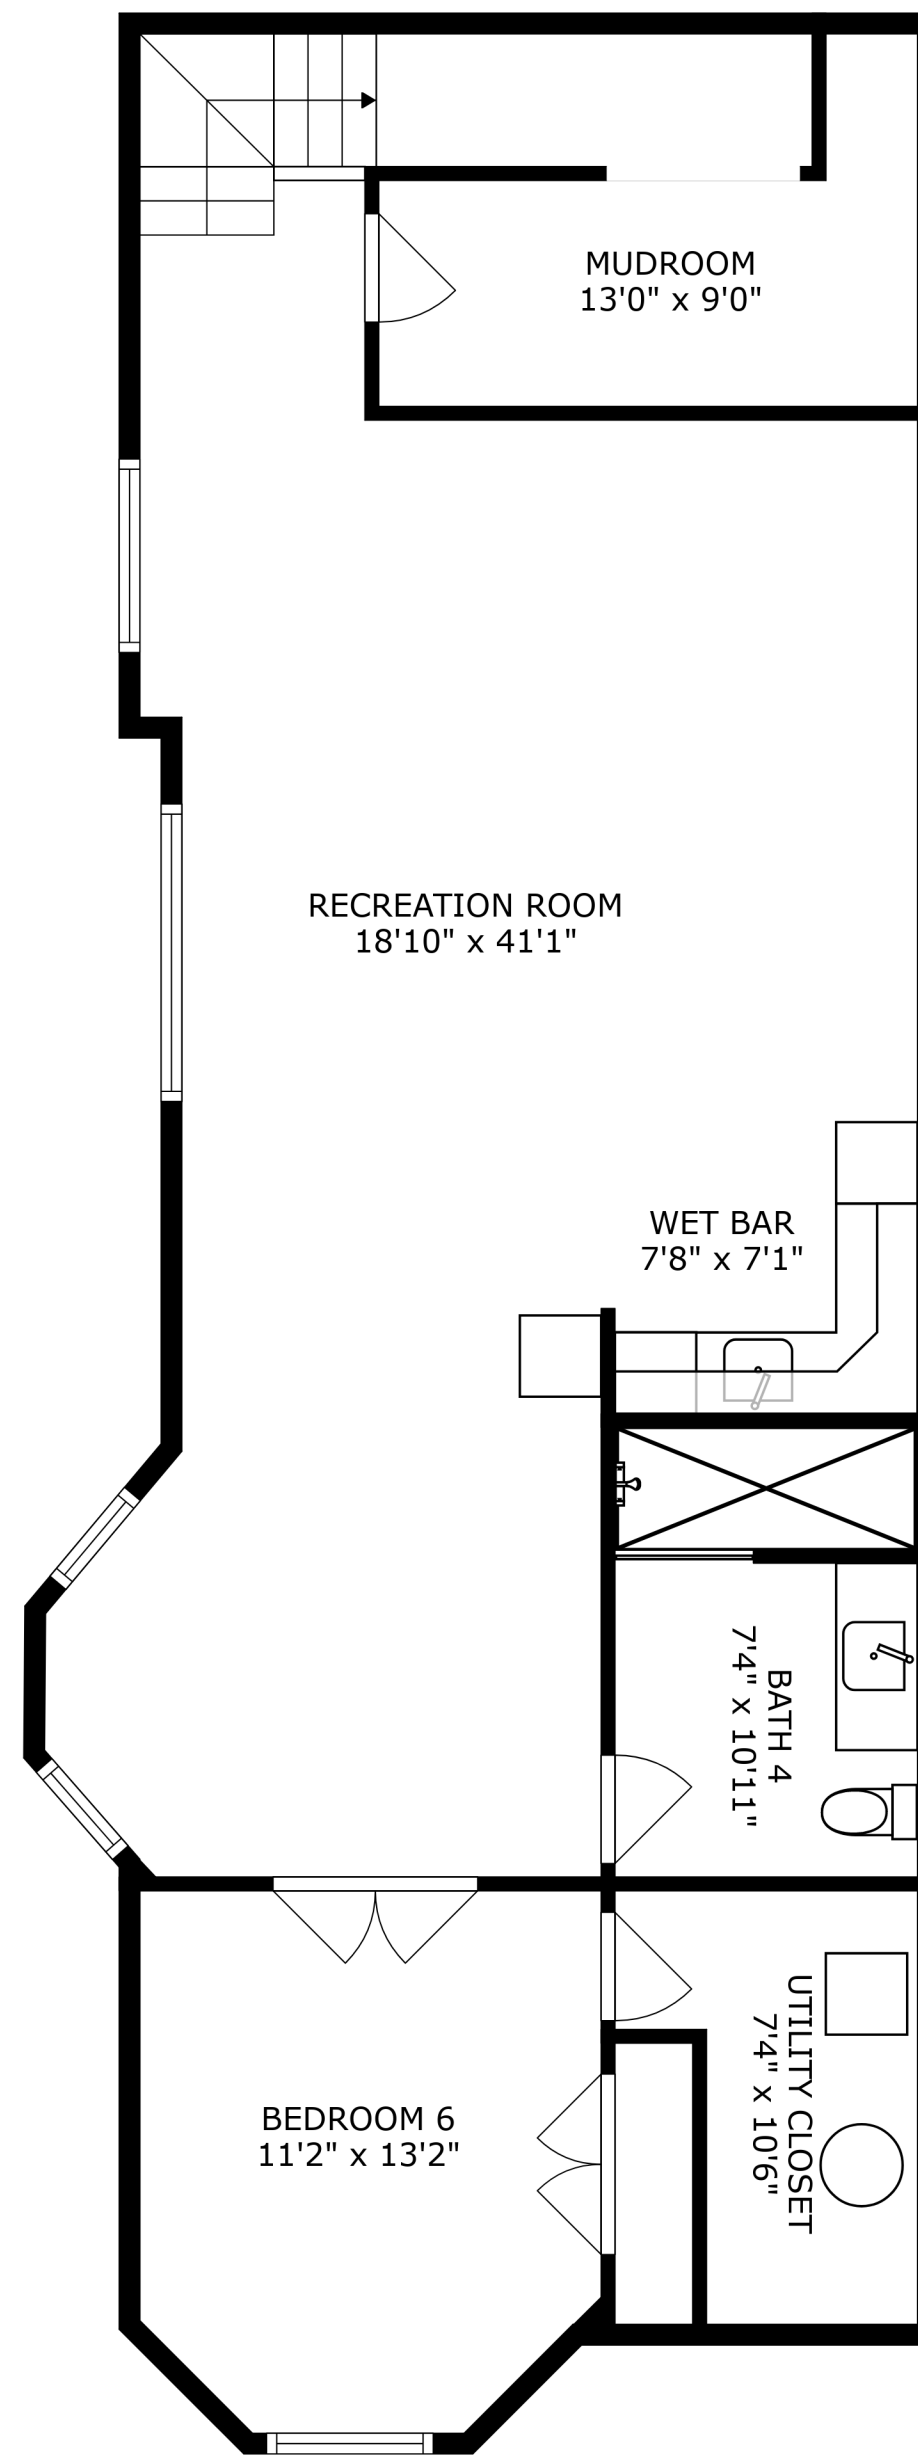 MUDROOM
13'0" x 9'0"
RECREATION ROOM
18'10" x 41'1"
WET BAR
7'8" x 7'1"
BATH 4
7'4" x 10'11"
UTILITY CLOSET
7'4" x 10'6"
BEDROOM 6
11'2" x 13'2"